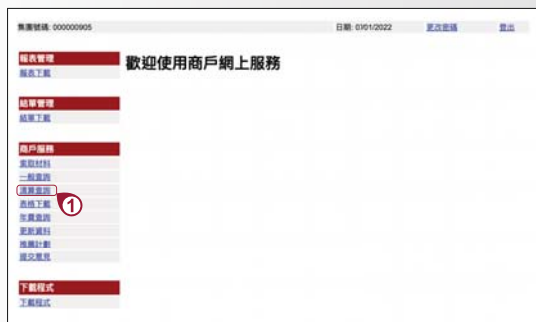 集團號碼: 000000905 日期: 07/01/2022 更改密碼 登出
歡迎使用商戶網上服務
報表管理
報表下載
結單管理
結單下載
商戶服務
索取材料
一般查詢
清算查詢
1
表格下載
年費查詢
更新資料
推薦計劃
提交意見
下載程式
下載程式